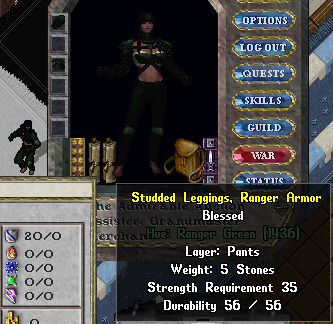 OPTIONS
LOG OUT
QUESTS
SKILLS
GUILD
WAR
STATUS
20/0
0/0
0/0
0/0
0/0
0
Studded Leggings, Ranger Armor
Blessed
Hue: Ranger Green (1436)
Layer: Pants
Weight: 5 Stones
Strength Requirement 35
Durability 56 / 56